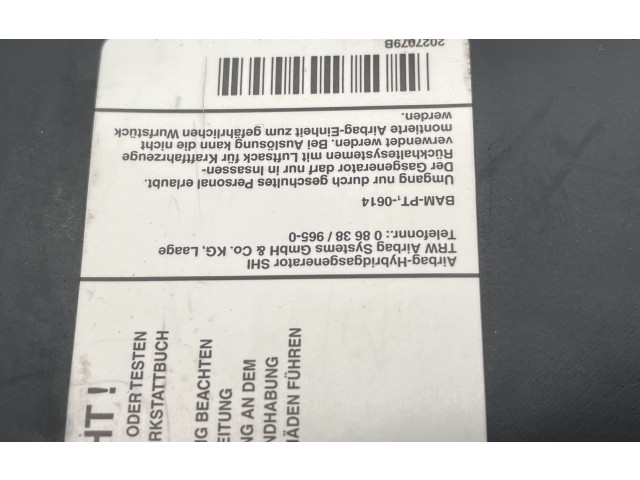 Airbag-Hybridgasgenerator SHI
TRW Airbag Systems GmbH & Co. KG, Laage
Telefonnr.: 0 86 38 / 965-0
BAM-PT,-0614
Umgang nur durch geschultes Personal erlaubt.
Der Gasgenerator darf nur in Insassen-
Rückhaltesystemen mit Luftsack für Kraftfahrzeuge
verwendet werden. Bei Auslösung kann die nicht
montierte Airbag-Einheit zum gefährlichen Wurfstück
werden.
2027079B
HT !
ODER TESTEN
RKSTATTBUCH
NG BEACHTEN
EITUNG
NG AN DEM
NDHABUNG
HÄDEN FÜHREN